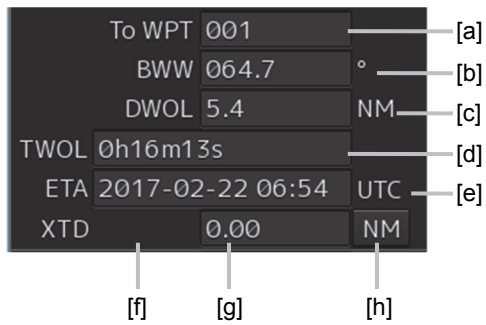 To WPT 001 [a]
BWW 064.7 ° [b]
DWOL 5.4 NM [c]
TWOL 0h16m13s [d]
ETA 2017-02-22 06:54 UTC [e]
XTD 0.00 NM
[f] [g] [h]